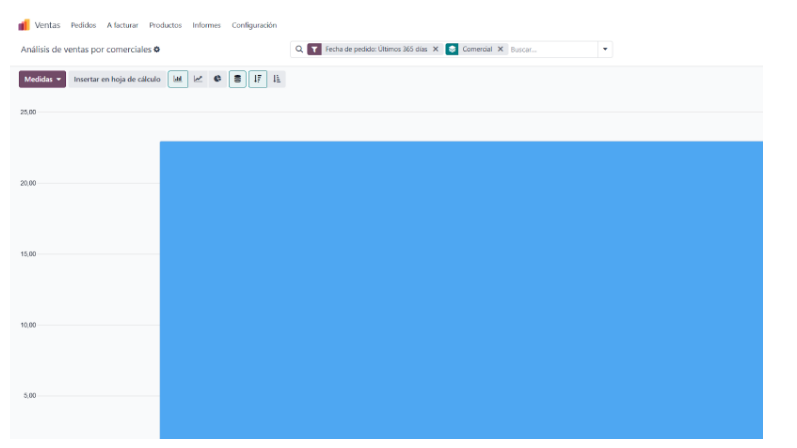 Ventas Pedidos A facturar Productos Informes Configuración
Análisis de ventas por comerciales Fecha de pedido: Últimos 365 días Comercial Buscar...
Medidas Insertar en hoja de cálculo
25,00
20,00
15,00
10,00
5,00